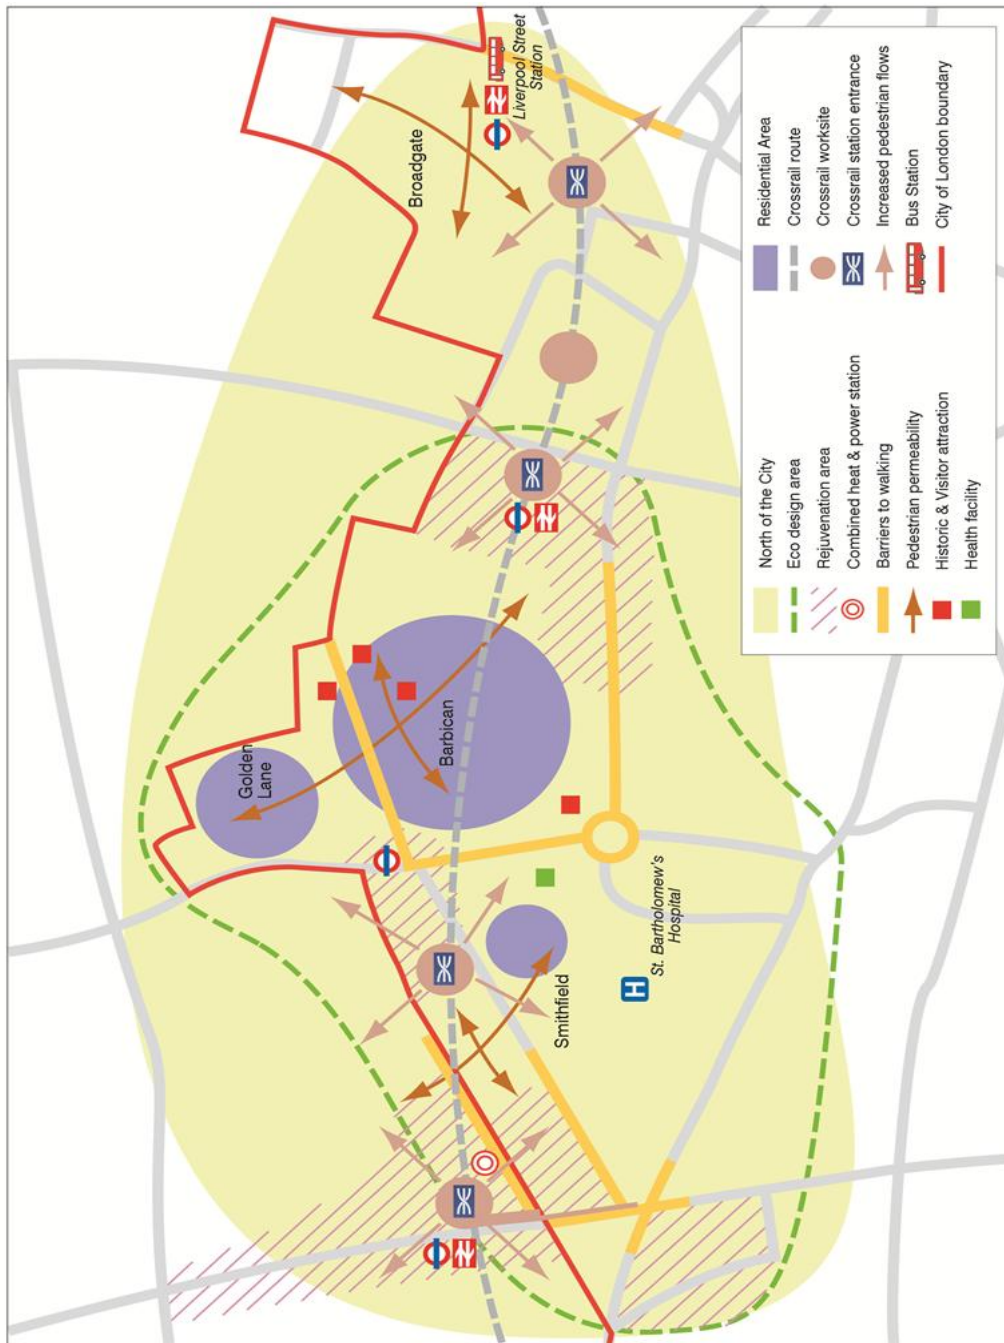 Broadgate
Liverpool Street
Station
Golden
Lane
Barbican
Smithfield
St. Bartholomew's
Hospital
H
North of the City
Eco design area
Rejuvenation area
Combined heat & power station
Barriers to walking
Pedestrian permeability
Historic & Visitor attraction
Health facility
Residential Area
Crossrail route
Crossrail worksite
Crossrail station entrance
Increased pedestrian flows
Bus Station
City of London boundary